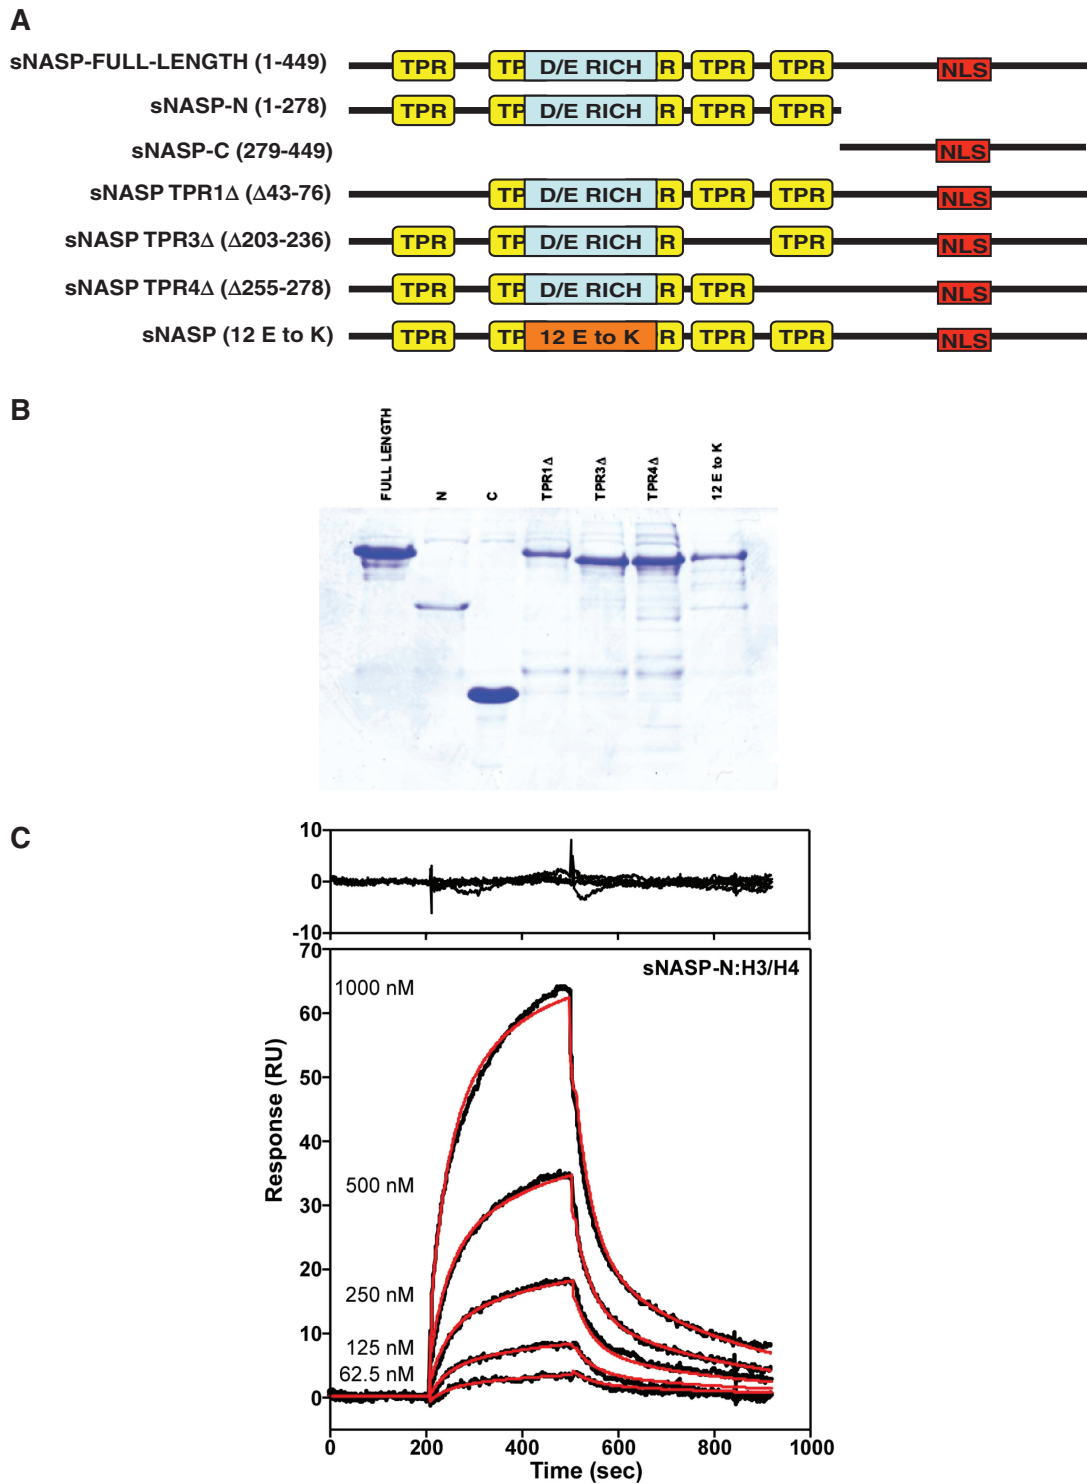 A
sNASP-FULL-LENGTH (1-449)
TPR TP D/E RICH R TPR TPR NLS
sNASP-N (1-278)
TPR TP D/E RICH R TPR TPR
sNASP-C (279-449)
NLS
sNASP TPR1Δ (Δ43-76)
TP D/E RICH R TPR TPR NLS
sNASP TPR3Δ (Δ203-236)
TPR TP D/E RICH R TPR NLS
sNASP TPR4Δ (Δ255-278)
TPR TP D/E RICH R TPR NLS
sNASP (12 E to K)
TPR TP 12 E to K R TPR TPR NLS
B
FULL LENGTH
N
C
TPR1Δ
TPR3Δ
TPR4Δ
12 E to K
C
10
0
-10
70
60
50
40
30
20
10
0
Response (RU)
sNASP-N:H3/H4
1000 nM
500 nM
250 nM
125 nM
62.5 nM
0 200 400 600 800 1000
Time (sec)